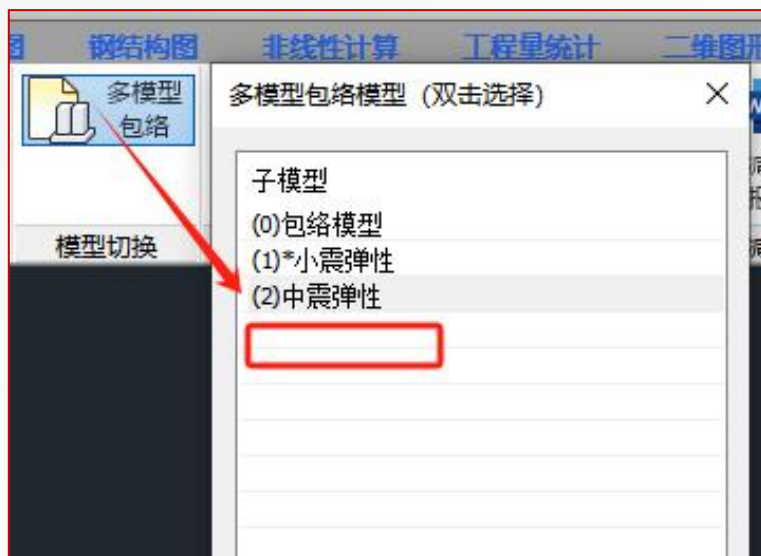 图 钢结构图 非线性计算 工程量统计 二维图形
多模型
包络
模型切换
多模型包络模型（双击选择）
子模型
(0)包络模型
(1)*小震弹性
(2)中震弹性